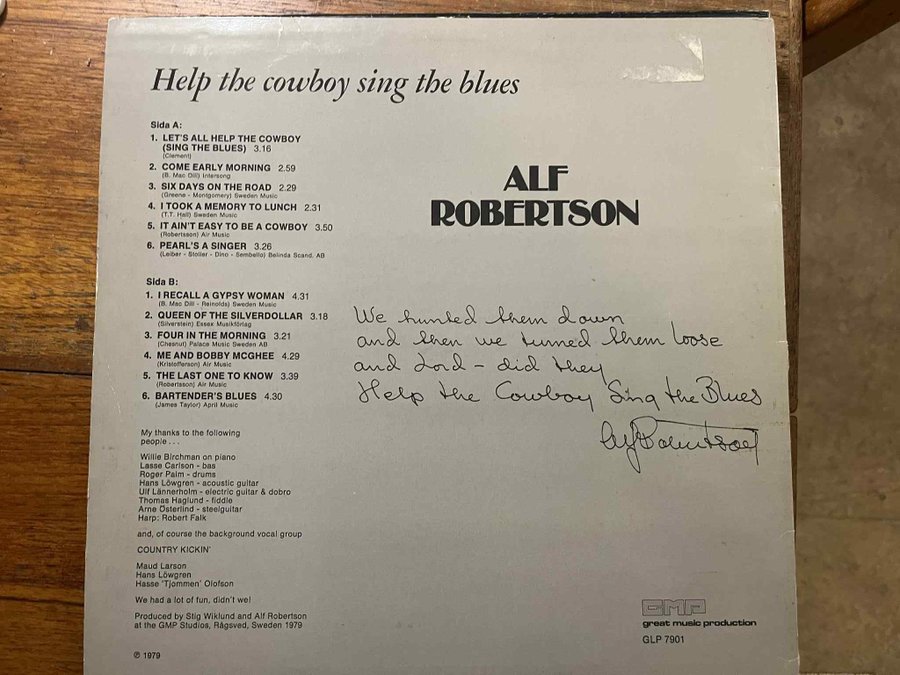 Help the cowboy sing the blues
Sida A:
1. LET'S ALL HELP THE COWBOY
(SING THE BLUES) 3.16
(Clement)
2. COME EARLY MORNING 2.59
(B. Mac Dill) Intersong
3. SIX DAYS ON THE ROAD 2.29
(Greene - Montgomery) Sweden Music
4. I TOOK A MEMORY TO LUNCH 2.31
(T.T. Hall) Sweden Music
5. IT AIN'T EASY TO BE A COWBOY 3.50
(Robertsson) Air Music
6. PEARL'S A SINGER 3.26
(Leiber - Stoller - Dino - Sembello) Belinda Scand. AB
ALF
ROBERTSON
Sida B:
1. I RECALL A GYPSY WOMAN 4.31
(B. Mac Dill - Reinolds) Sweden Music
2. QUEEN OF THE SILVERDOLLAR 3.18
(Silverstein) Essex Musikförlag
3. FOUR IN THE MORNING 3.21
(Chesnut) Palace Music Sweden AB
4. ME AND BOBBY MCGHEE 4.29
(Kristofferson) Air Music
5. THE LAST ONE TO KNOW 3.39
(Robertsson) Air Music
6. BARTENDER'S BLUES 4.30
(James Taylor) April Music
We hunted them down
and then we turned them loose
and Lord - did they
Help the Cowboy Sing the Blues
Alf Robertson
My thanks to the following
people . . .
Willie Birchman on piano
Lasse Carlson - bas
Roger Palm - drums
Hans Löwgren - acoustic guitar
Ulf Lännerholm - electric guitar & dobro
Thomas Haglund - fiddle
Arne Österlind - steelguitar
Harp: Robert Falk
and, of course the background vocal group
COUNTRY KICKIN'
Maud Larson
Hans Löwgren
Hasse 'Tjommen' Olofson
We had a lot of fun, didn't we!
Produced by Stig Wiklund and Alf Robertson
at the GMP Studios, Rågsved, Sweden 1979
℗ 1979
GMP
great music production
GLP 7901